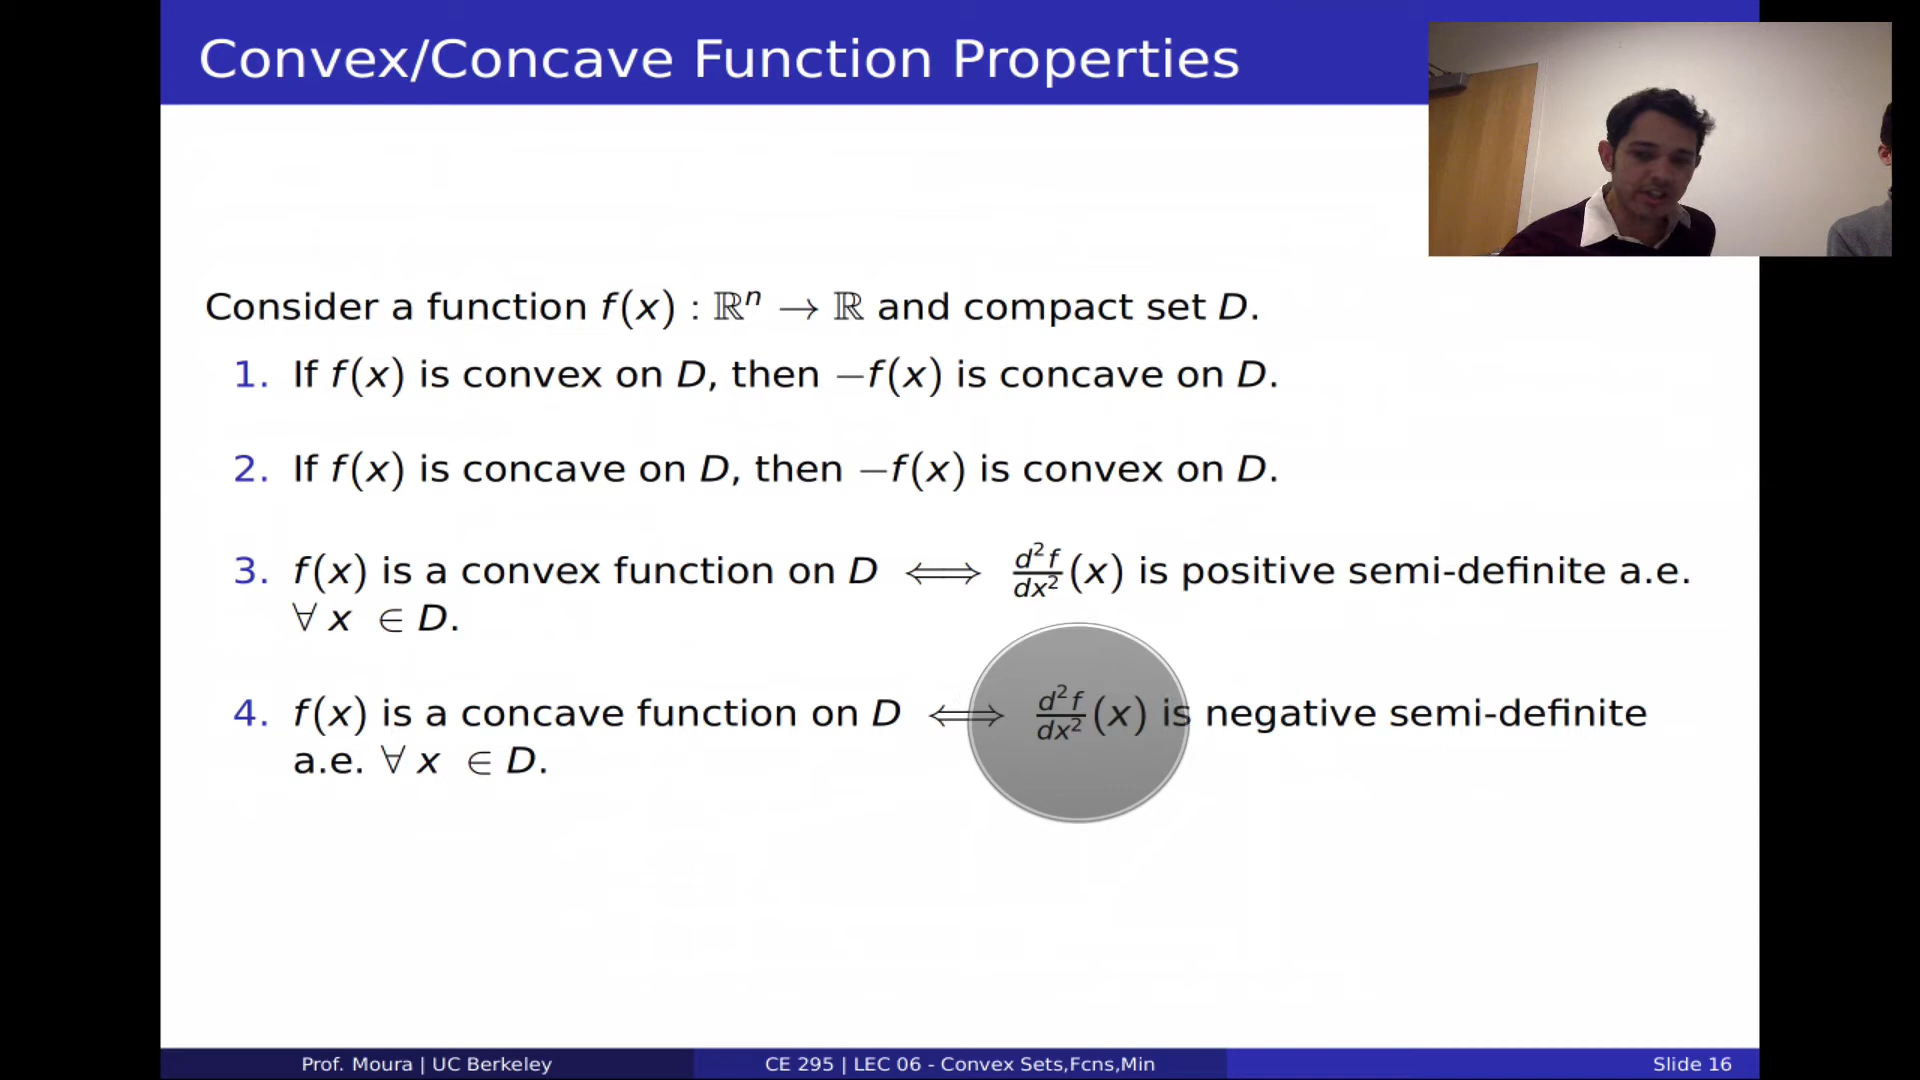 Convex/Concave Function Properties
Consider a function f(x) : ℝⁿ → ℝ and compact set D.
1. If f(x) is convex on D, then −f(x) is concave on D.
2. If f(x) is concave on D, then −f(x) is convex on D.
3. f(x) is a convex function on D ⟺ d²f/dx² (x) is positive semi-definite a.e.
∀ x ∈ D.
4. f(x) is a concave function on D ⟺ d²f/dx² (x) is negative semi-definite
a.e. ∀ x ∈ D.
Prof. Moura | UC Berkeley CE 295 | LEC 06 - Convex Sets,Fcns,Min Slide 16